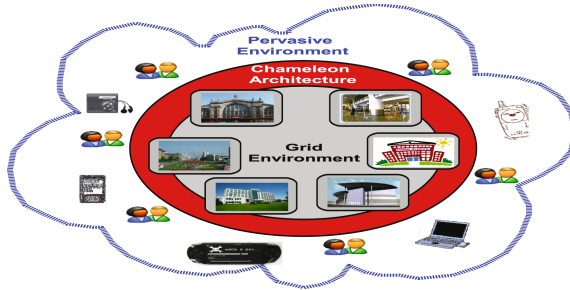 Pervasive
Environment
Chameleon
Architecture
Grid
Environment